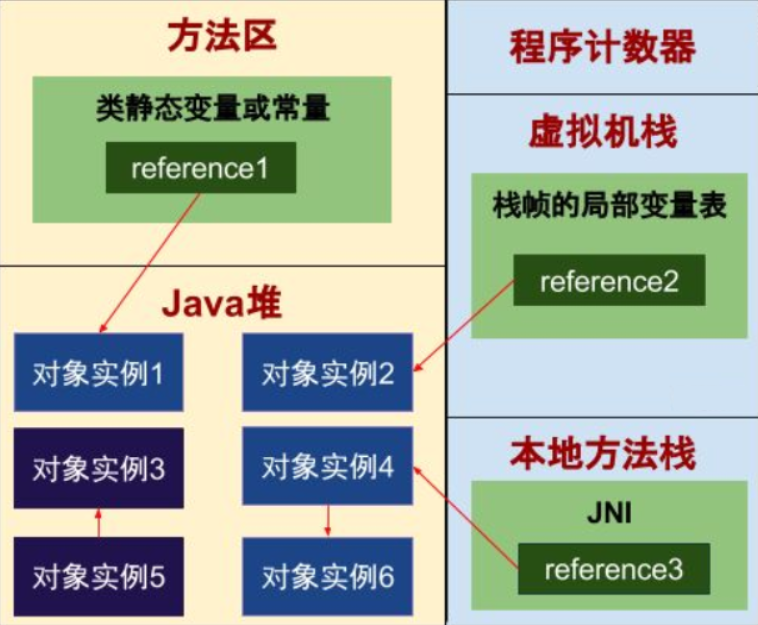 方法区
类静态变量或常量
reference1
Java堆
对象实例1
对象实例2
对象实例3
对象实例4
对象实例5
对象实例6
程序计数器
虚拟机栈
栈帧的局部变量表
reference2
本地方法栈
JNI
reference3